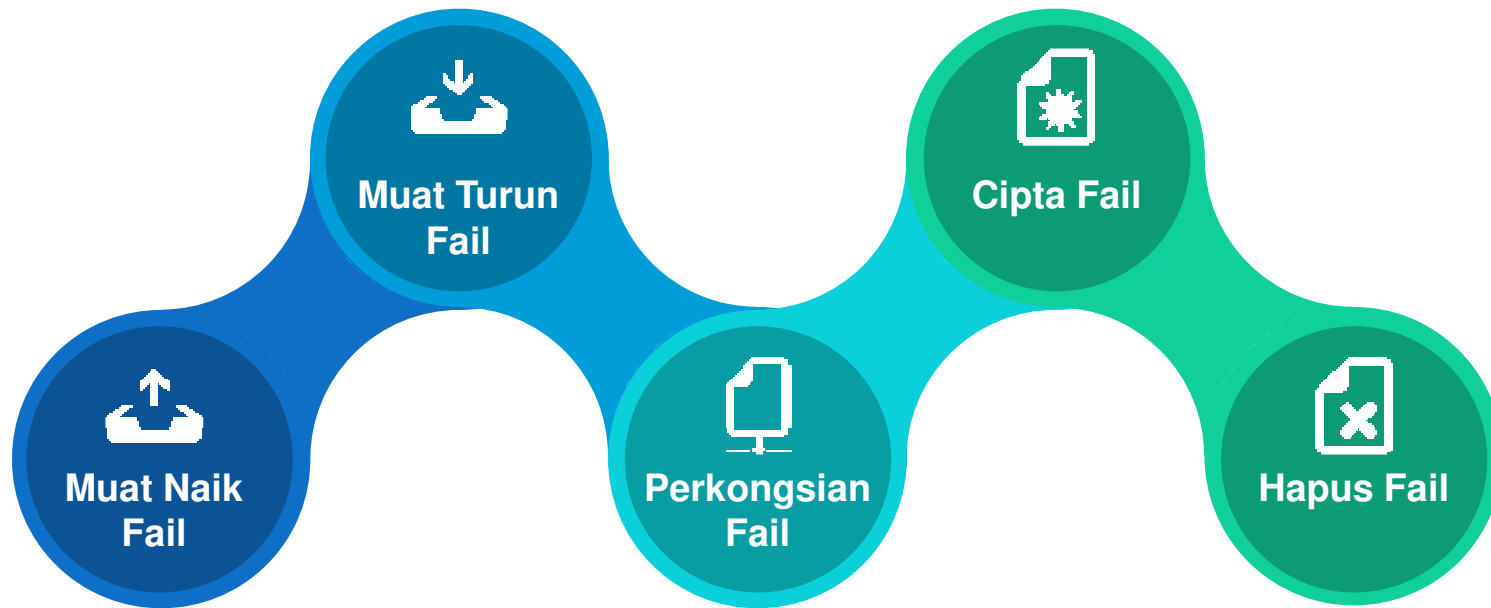 Muat Naik
Fail
Muat Turun
Fail
Perkongsian
Fail
Cipta Fail
Hapus Fail